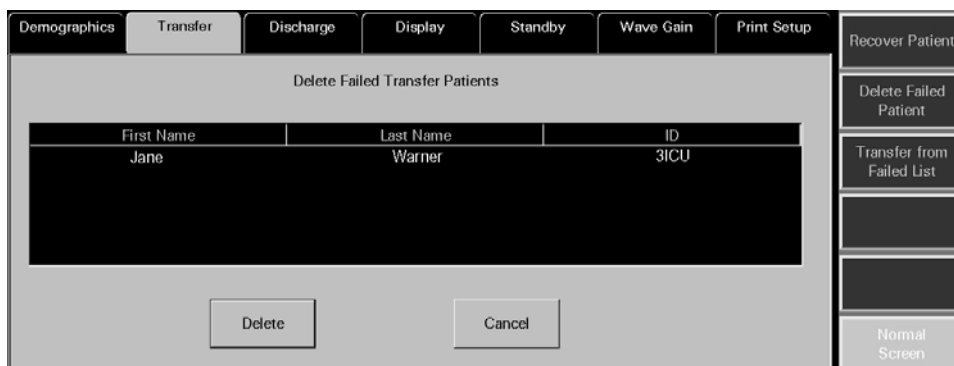 Demographics Transfer Discharge Display Standby Wave Gain Print Setup
Delete Failed Transfer Patients
First Name Last Name ID
Jane Warner 3ICU
Delete Cancel
Recover Patient
Delete Failed
Patient
Transfer from
Failed List
Normal
Screen